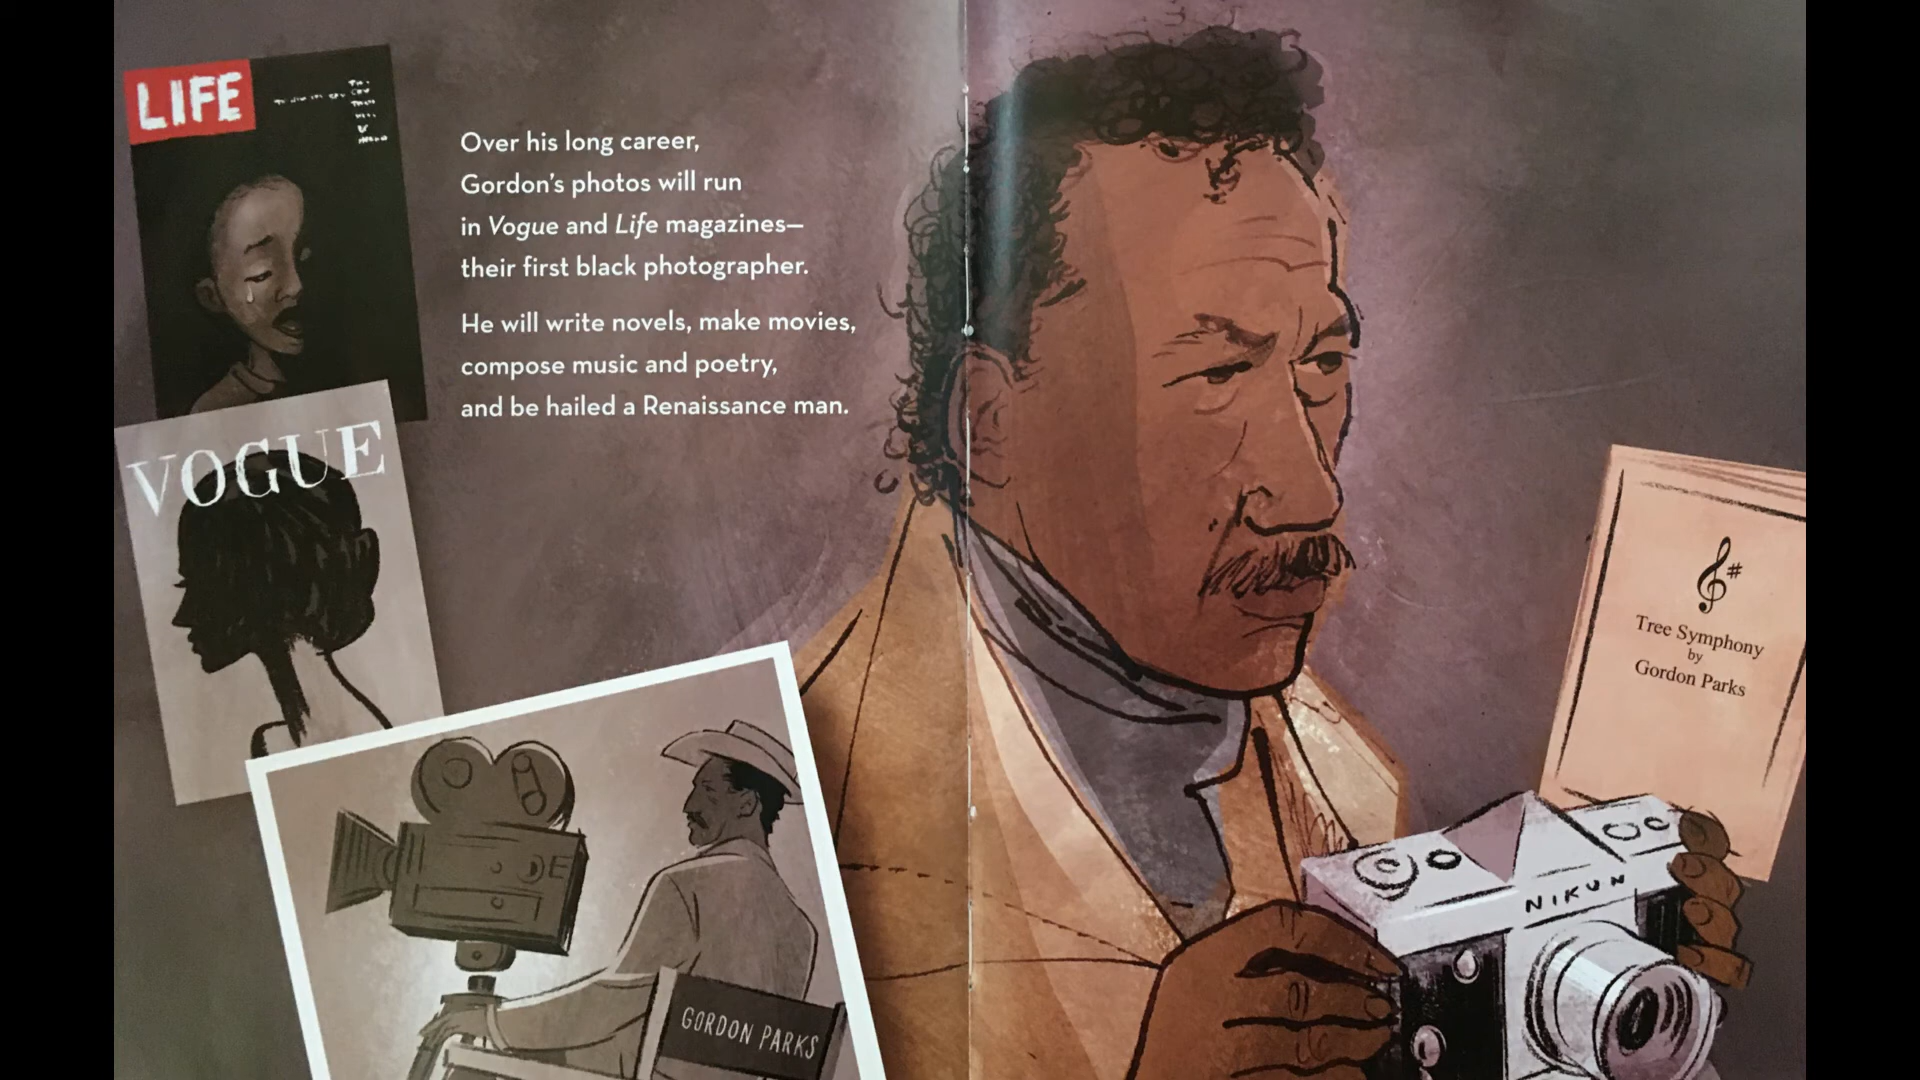 LIFE
Over his long career,
Gordon's photos will run
in Vogue and Life magazines—
their first black photographer.
He will write novels, make movies,
compose music and poetry,
and be hailed a Renaissance man.
VOGUE
GORDON PARKS
Tree Symphony
by
Gordon Parks
NIKUN